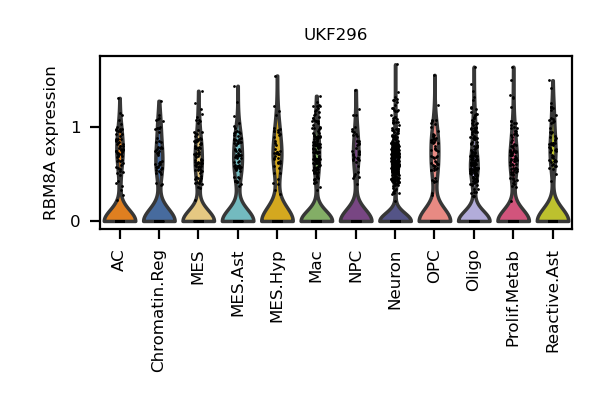 UKF296
RBM8A expression
1
0
AC
Chromatin.Reg
MES
MES.Ast
MES.Hyp
Mac
NPC
Neuron
OPC
Oligo
Prolif.Metab
Reactive.Ast